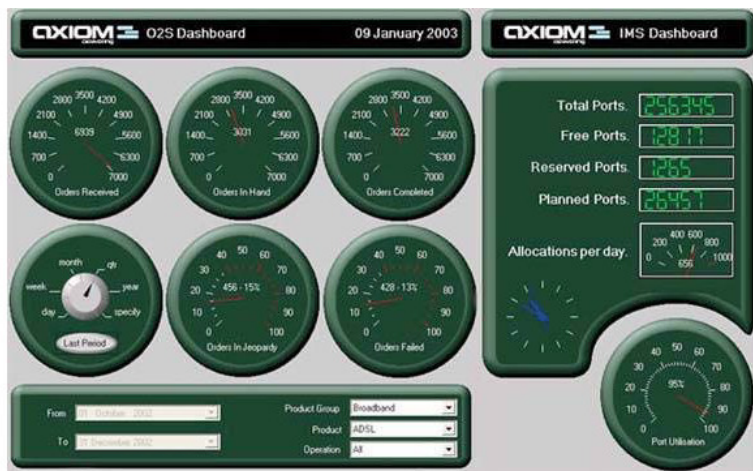 AXIOM O2S Dashboard 09 January 2003
AXIOM IMS Dashboard
0 700 1400 2100 2800 3500 4200 4900 5600 6300 7000
6939
Orders Received
0 700 1400 2100 2800 3500 4200 4900 5600 6300 7000
3031
Orders In Hand
0 700 1400 2100 2800 3500 4200 4900 5600 6300 7000
3222
Orders Completed
day week month qtr year specify
Last Period
0 10 20 30 40 50 60 70 80 90 100
456 - 15%
Orders In Jeopardy
0 10 20 30 40 50 60 70 80 90 100
428 - 13%
Orders Failed
From 01 October 2002
To 31 December 2002
Product Group Broadband
Product ADSL
Operation All
Total Ports. 256345
Free Ports. 12817
Reserved Ports. 1265
Planned Ports. 26457
Allocations per day. 0 200 400 600 800 1000
656
0 10 20 30 40 50 60 70 80 90 100
95%
Port Utilisation